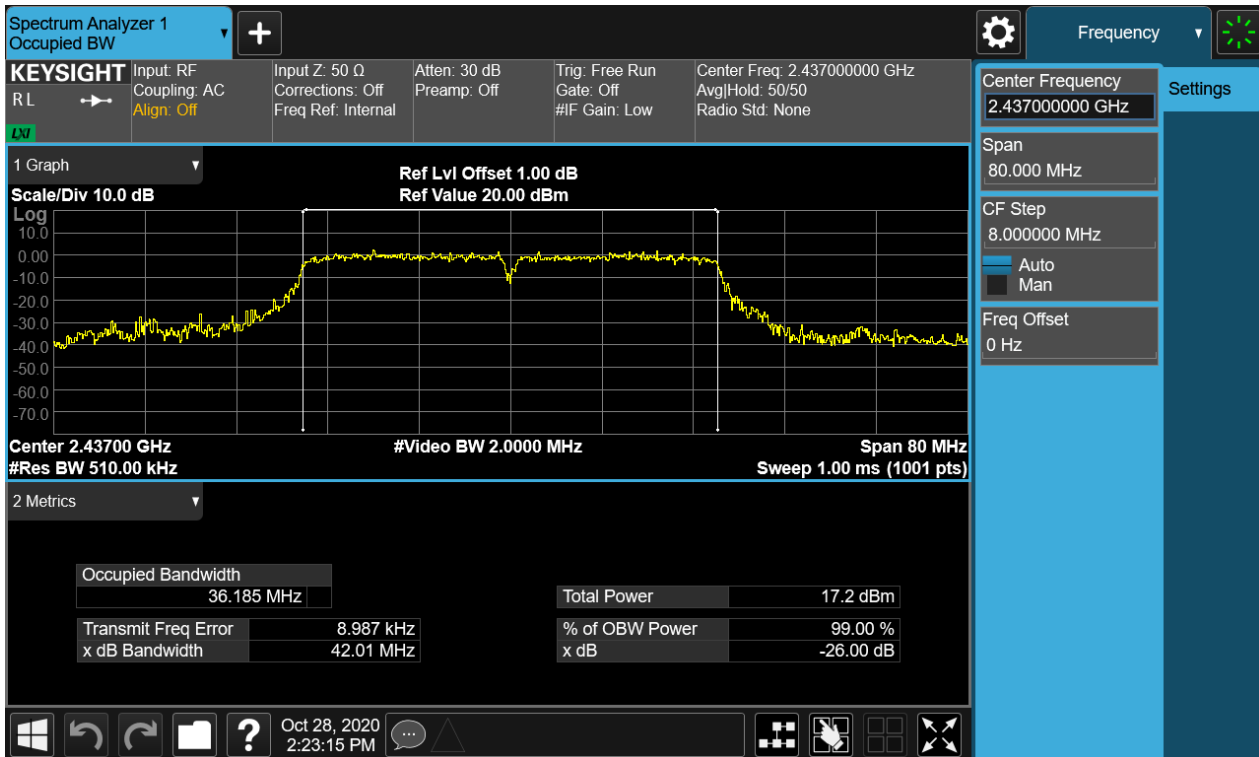 Spectrum Analyzer 1
Occupied BW
+
Frequency
KEYSIGHT
R L
LXI
Input: RF
Coupling: AC
Align: Off
Input Z: 50 Ω
Corrections: Off
Freq Ref: Internal
Atten: 30 dB
Preamp: Off
Trig: Free Run
Gate: Off
#IF Gain: Low
Center Freq: 2.437000000 GHz
Avg|Hold: 50/50
Radio Std: None
Center Frequency
2.437000000 GHz
Settings
Span
80.000 MHz
CF Step
8.000000 MHz
Auto
Man
Freq Offset
0 Hz
1 Graph
Scale/Div 10.0 dB
Ref Lvl Offset 1.00 dB
Ref Value 20.00 dBm
Log
10.0
0.00
-10.0
-20.0
-30.0
-40.0
-50.0
-60.0
-70.0
Center 2.43700 GHz
#Video BW 2.0000 MHz
Span 80 MHz
#Res BW 510.00 kHz
Sweep 1.00 ms (1001 pts)
2 Metrics
Occupied Bandwidth
36.185 MHz
Total Power 17.2 dBm
Transmit Freq Error 8.987 kHz
% of OBW Power 99.00 %
x dB Bandwidth 42.01 MHz
x dB -26.00 dB
?
Oct 28, 2020
2:23:15 PM